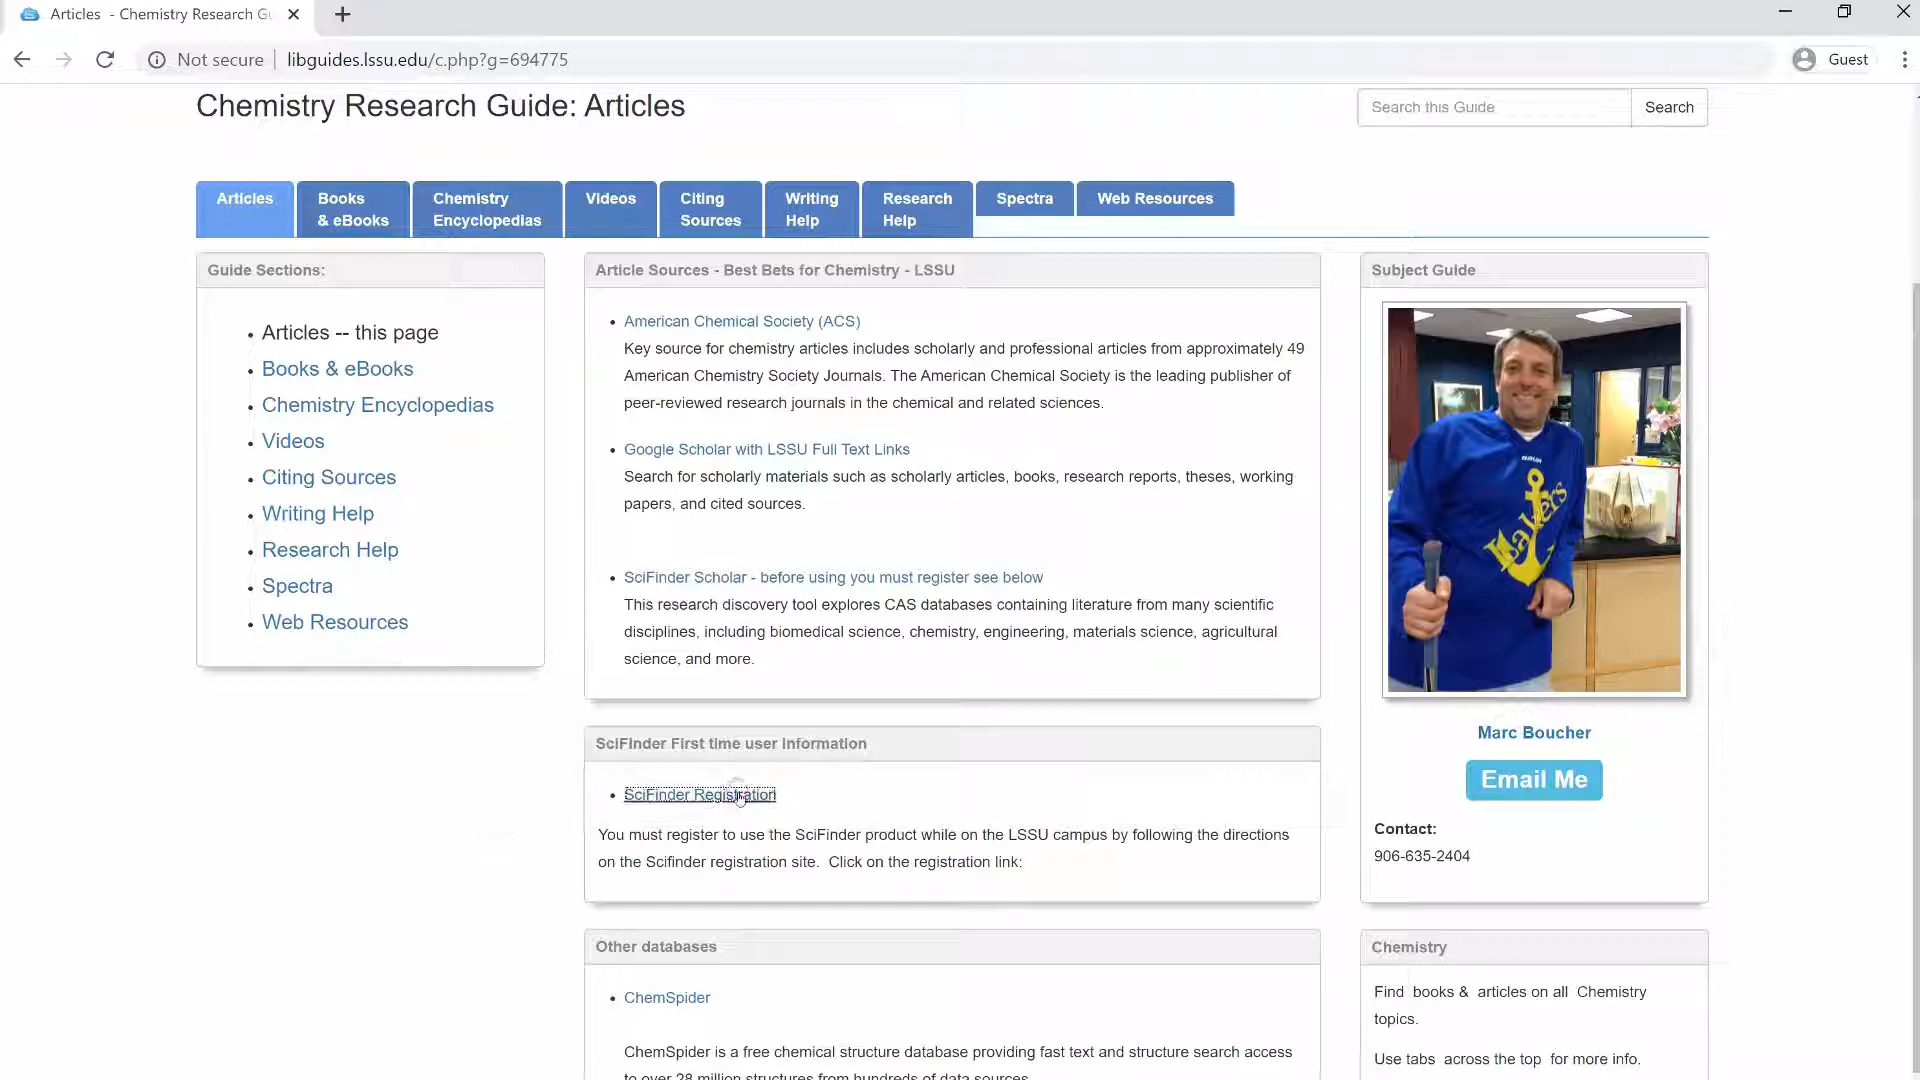 Articles - Chemistry Research Gu
Not secure
libguides.lssu.edu/c.php?g=694775
Guest
Chemistry Research Guide: Articles
Search this Guide
Search
Articles
Books
& eBooks
Chemistry
Encyclopedias
Videos
Citing
Sources
Writing
Help
Research
Help
Spectra
Web Resources
Guide Sections:
Articles -- this page
Books & eBooks
Chemistry Encyclopedias
Videos
Citing Sources
Writing Help
Research Help
Spectra
Web Resources
Article Sources - Best Bets for Chemistry - LSSU
American Chemical Society (ACS)
Key source for chemistry articles includes scholarly and professional articles from approximately 49
American Chemistry Society Journals. The American Chemical Society is the leading publisher of
peer-reviewed research journals in the chemical and related sciences.
Google Scholar with LSSU Full Text Links
Search for scholarly materials such as scholarly articles, books, research reports, theses, working
papers, and cited sources.
SciFinder Scholar - before using you must register see below
This research discovery tool explores CAS databases containing literature from many scientific
disciplines, including biomedical science, chemistry, engineering, materials science, agricultural
science, and more.
SciFInder First time user information
SciFinder Registration
You must register to use the SciFinder product while on the LSSU campus by following the directions
on the Scifinder registration site. Click on the registration link:
Other databases
ChemSpider
ChemSpider is a free chemical structure database providing fast text and structure search access
to over 28 million structures from hundreds of data sources.
Subject Guide
Lakers
Marc Boucher
Email Me
Contact:
906-635-2404
Chemistry
Find books & articles on all Chemistry
topics.
Use tabs across the top for more info.